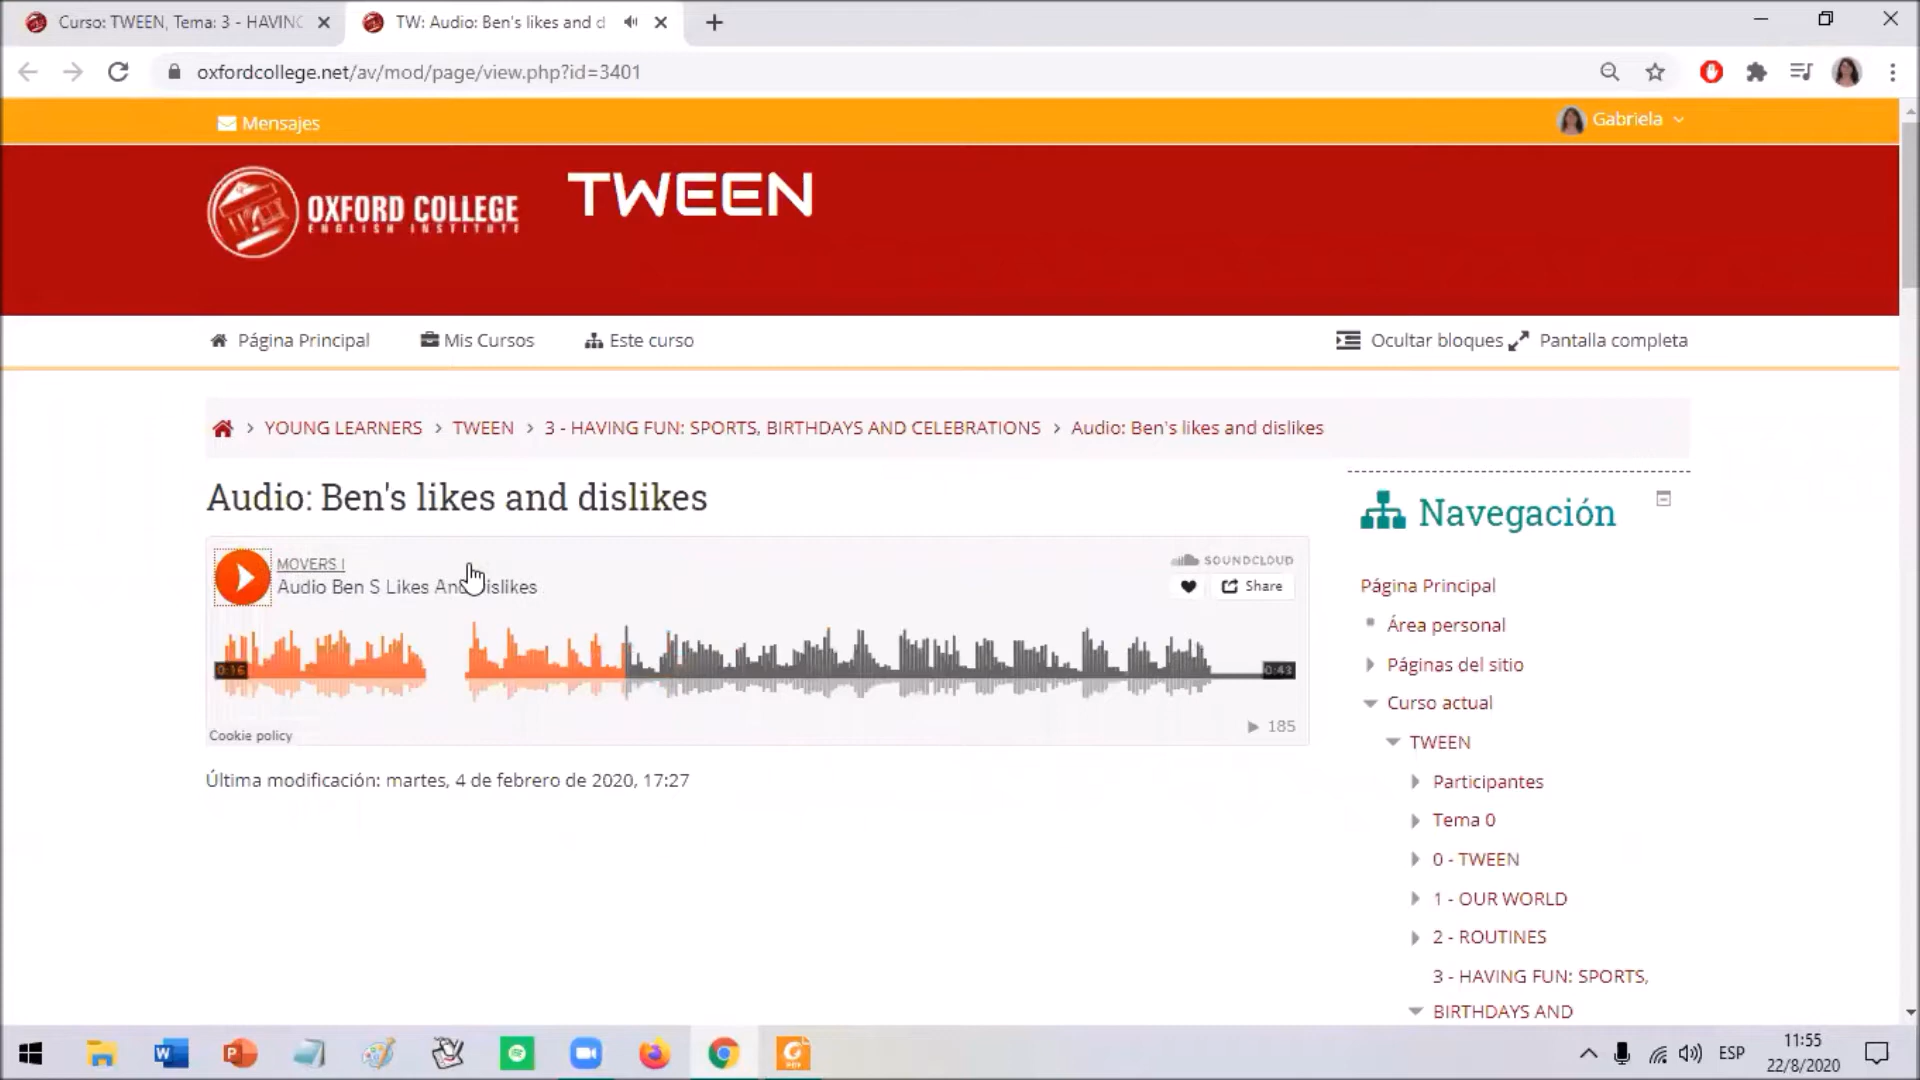 Curso: TWEEN, Tema: 3 - HAVING
TW: Audio: Ben's likes and d
oxfordcollege.net/av/mod/page/view.php?id=3401
Mensajes
Gabriela
OXFORD COLLEGE
ENGLISH INSTITUTE
TWEEN
Página Principal
Mis Cursos
Este curso
Ocultar bloques
Pantalla completa
YOUNG LEARNERS > TWEEN > 3 - HAVING FUN: SPORTS, BIRTHDAYS AND CELEBRATIONS > Audio: Ben's likes and dislikes
Audio: Ben's likes and dislikes
MOVERS I
Audio Ben S Likes And Dislikes
SOUNDCLOUD
Share
0:16
0:43
185
Cookie policy
Última modificación: martes, 4 de febrero de 2020, 17:27
Navegación
Página Principal
Área personal
Páginas del sitio
Curso actual
TWEEN
Participantes
Tema 0
0 - TWEEN
1 - OUR WORLD
2 - ROUTINES
3 - HAVING FUN: SPORTS,
BIRTHDAYS AND
ESP
11:55
22/8/2020